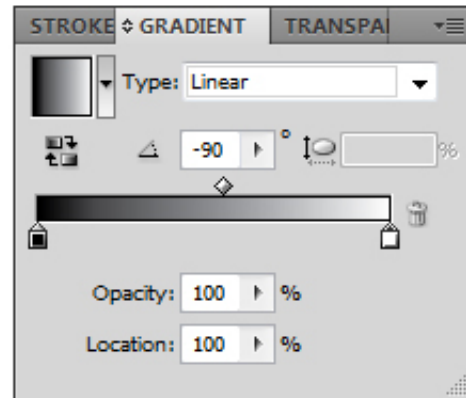 STROKE GRADIENT TRANSPA
Type: Linear
-90 ° %
Opacity: 100 %
Location: 100 %